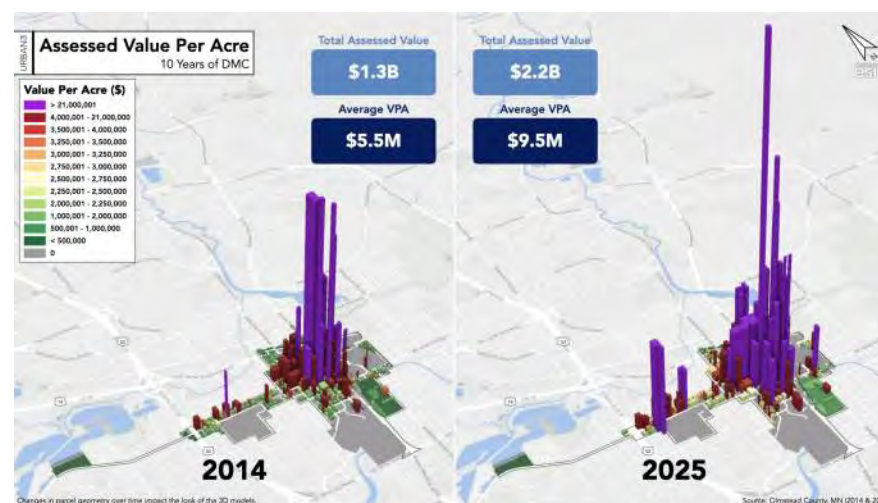 URBAN3
Assessed Value Per Acre
10 Years of DMC
Value Per Acre ($)
> 21,000,001
4,000,001 - 21,000,000
3,500,001 - 4,000,000
3,250,001 - 3,500,000
3,000,001 - 3,250,000
2,750,001 - 3,000,000
2,500,001 - 2,750,000
2,250,001 - 2,500,000
2,000,001 - 2,250,000
1,000,001 - 2,000,000
500,001 - 1,000,000
< 500,000
0
Total Assessed Value
$1.3B
Average VPA
$5.5M
2014
Changes in parcel geometry over time impact the look of the 3D models.
Total Assessed Value
$2.2B
Average VPA
$9.5M
esri
2025
Source: Olmstead County, MN (2014 & 20